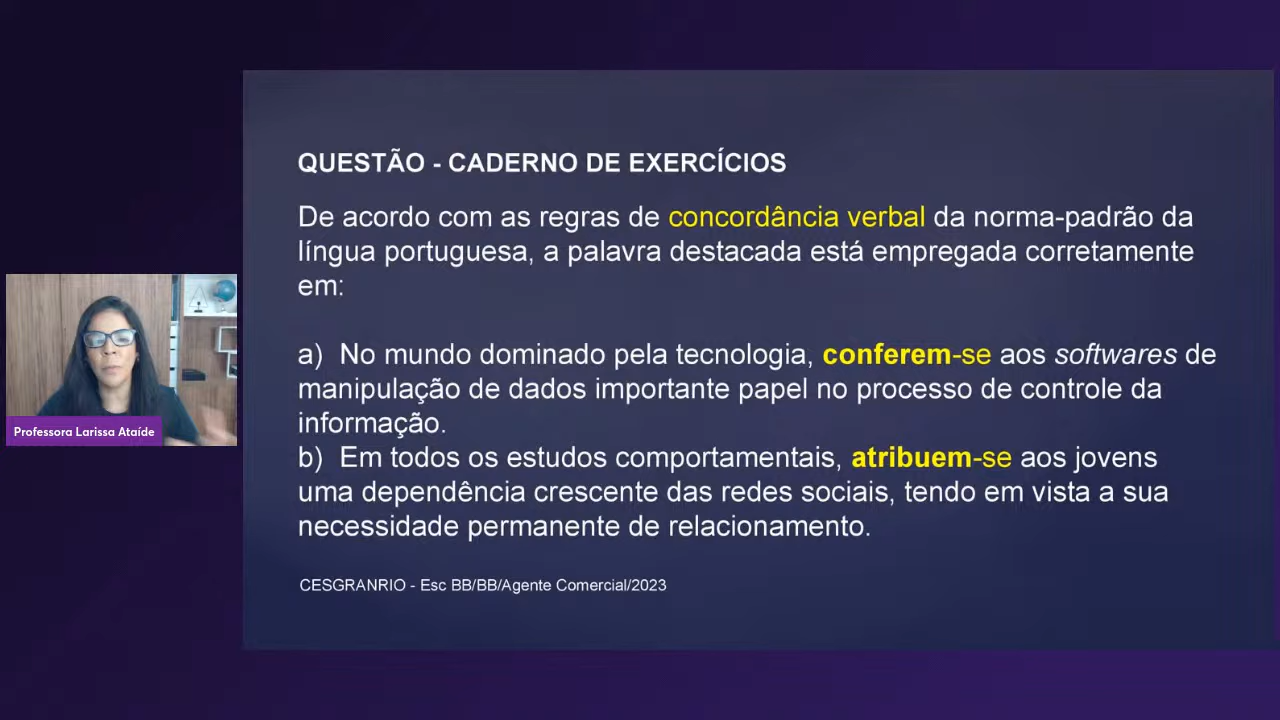 QUESTÃO - CADERNO DE EXERCÍCIOS
De acordo com as regras de concordância verbal da norma-padrão da
língua portuguesa, a palavra destacada está empregada corretamente
em:
a) No mundo dominado pela tecnologia, conferem-se aos softwares de
manipulação de dados importante papel no processo de controle da
informação.
b) Em todos os estudos comportamentais, atribuem-se aos jovens
uma dependência crescente das redes sociais, tendo em vista a sua
necessidade permanente de relacionamento.
CESGRANRIO - Esc BB/BB/Agente Comercial/2023
Professora Larissa Ataíde